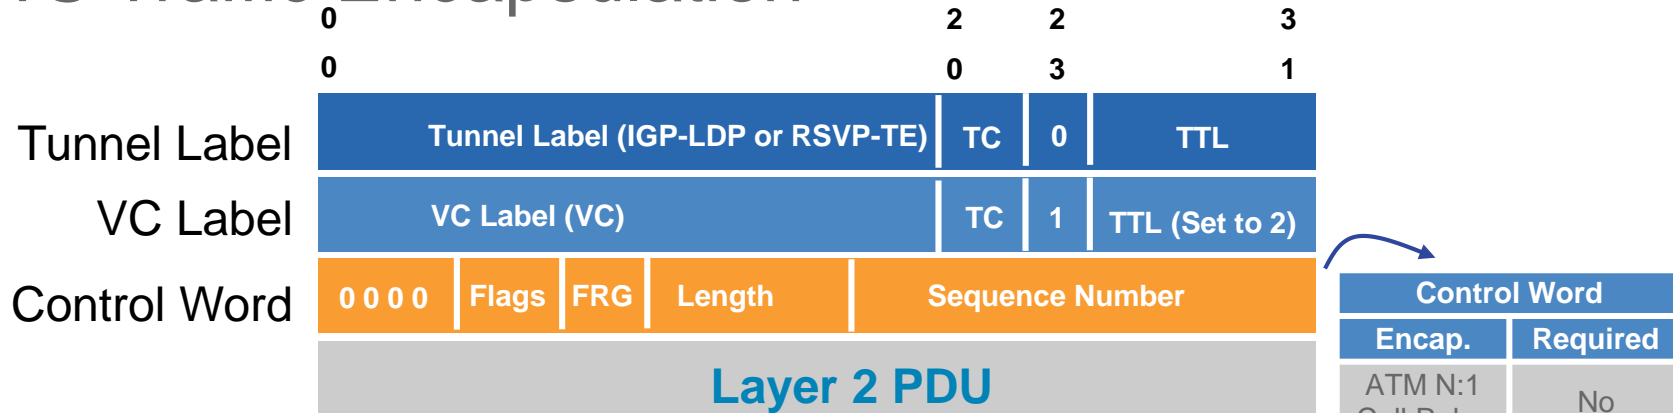 Traffic Encapsulation
0 2 2 3
0 0 3 1
Tunnel Label Tunnel Label (IGP-LDP or RSVP-TE) TC 0 TTL
VC Label VC Label (VC) TC 1 TTL (Set to 2)
Control Word 0 0 0 0 Flags FRG Length Sequence Number
Layer 2 PDU
Control Word
Encap. Required
ATM N:1 No